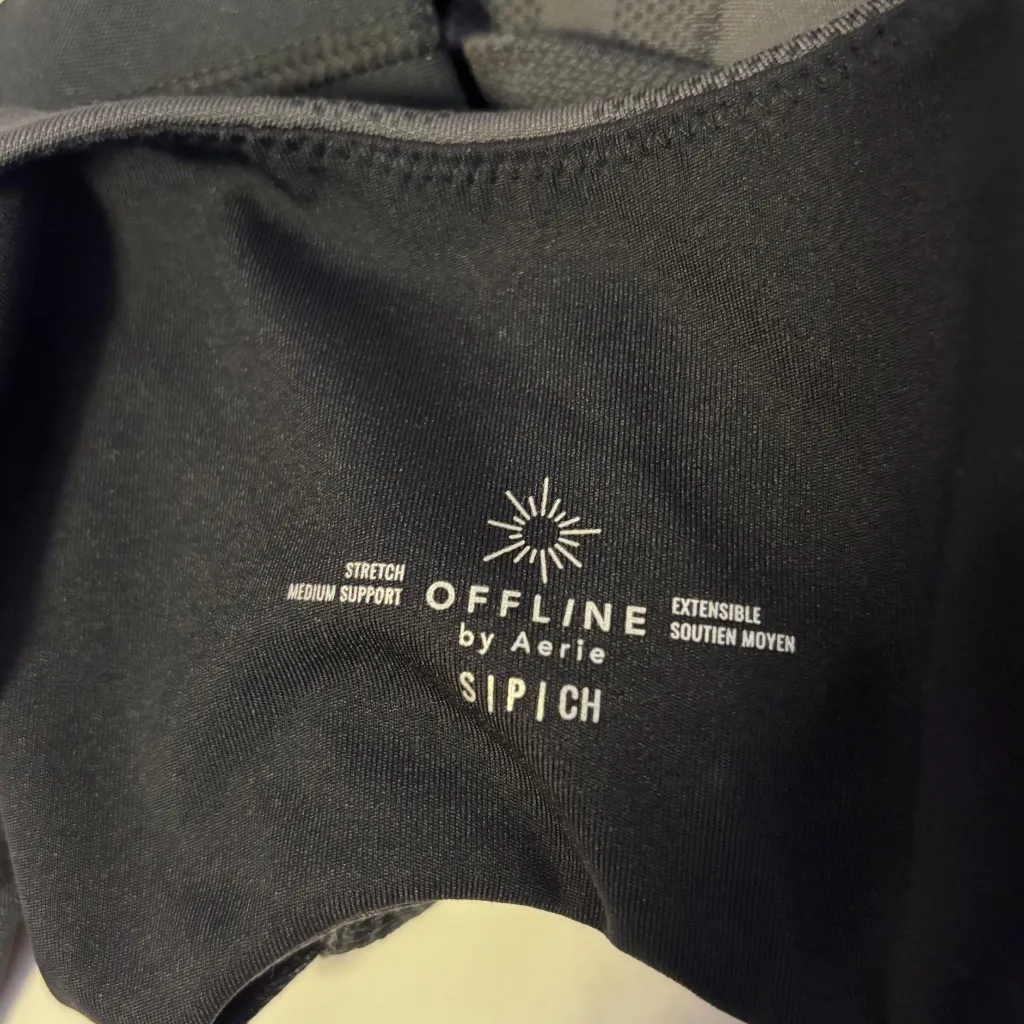 STRETCH
MEDIUM SUPPORT
OFFLINE
by Aerie
S|P|CH
EXTENSIBLE
SOUTIEN MOYEN